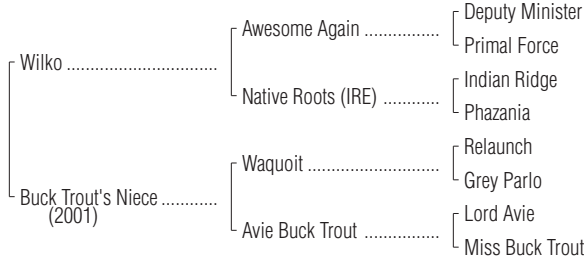 Deputy Minister
Awesome Again ................
Primal Force
Wilko ................................
Indian Ridge
Native Roots (IRE) ............
Phazania
Relaunch
Waquoit ............................
Grey Parlo
Buck Trout's Niece ............
(2001)
Lord Avie
Avie Buck Trout ................
Miss Buck Trout